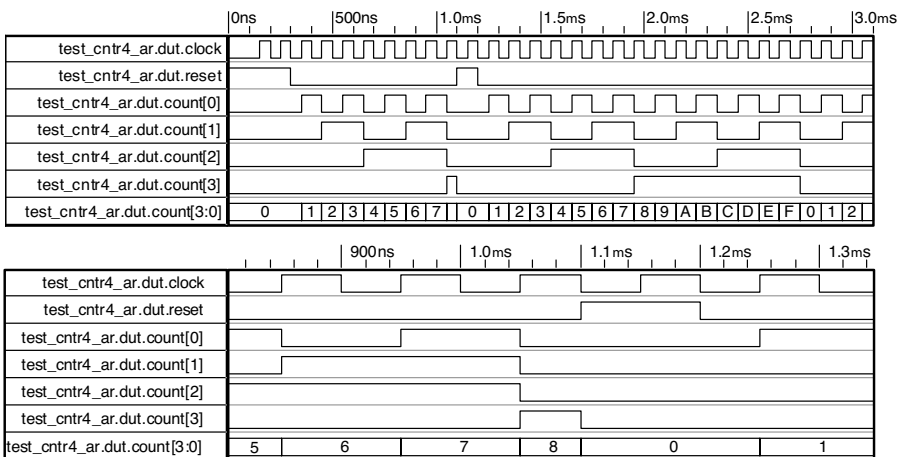 0ns 500ns 1.0ms 1.5ms 2.0ms 2.5ms 3.0ms
test_cntr4_ar.dut.clock
test_cntr4_ar.dut.reset
test_cntr4_ar.dut.count[0]
test_cntr4_ar.dut.count[1]
test_cntr4_ar.dut.count[2]
test_cntr4_ar.dut.count[3]
test_cntr4_ar.dut.count[3:0] 0 1 2 3 4 5 6 7 0 1 2 3 4 5 6 7 8 9 A B C D E F 0 1 2
900ns 1.0ms 1.1ms 1.2ms 1.3ms
test_cntr4_ar.dut.clock
test_cntr4_ar.dut.reset
test_cntr4_ar.dut.count[0]
test_cntr4_ar.dut.count[1]
test_cntr4_ar.dut.count[2]
test_cntr4_ar.dut.count[3]
test_cntr4_ar.dut.count[3:0] 5 6 7 8 0 1